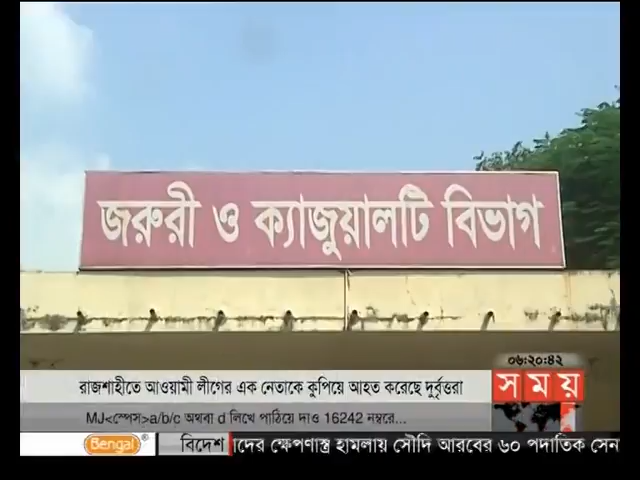 জরুরী ও ক্যাজুয়ালটি বিভাগ
০৬:২০:৪২
রাজশাহীতে আওয়ামী লীগের এক নেতাকে কুপিয়ে আহত করেছে দুর্বৃত্তরা
সময়
MJ<স্পেস>a/b/c অথবা d লিখে পাঠিয়ে দাও 16242 নম্বরে...
Bengal বিদেশ দের ক্ষেপণাস্ত্র হামলায় সৌদি আরবের ৬০ পদাতিক সেন